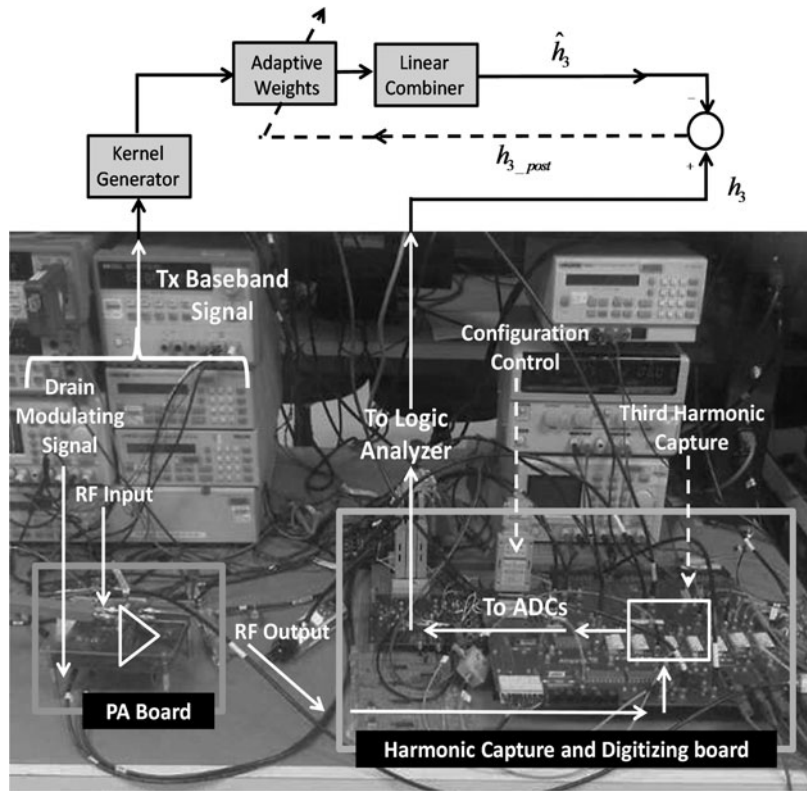 Adaptive
Weights
Linear
Combiner
ĥ₃
−
Kernel
Generator
h₃_post
+
h₃
Tx Baseband
Signal
Configuration
Control
Drain
Modulating
Signal
To Logic
Analyzer
Third Harmonic
Capture
RF Input
To ADCs
RF Output
PA Board
Harmonic Capture and Digitizing board